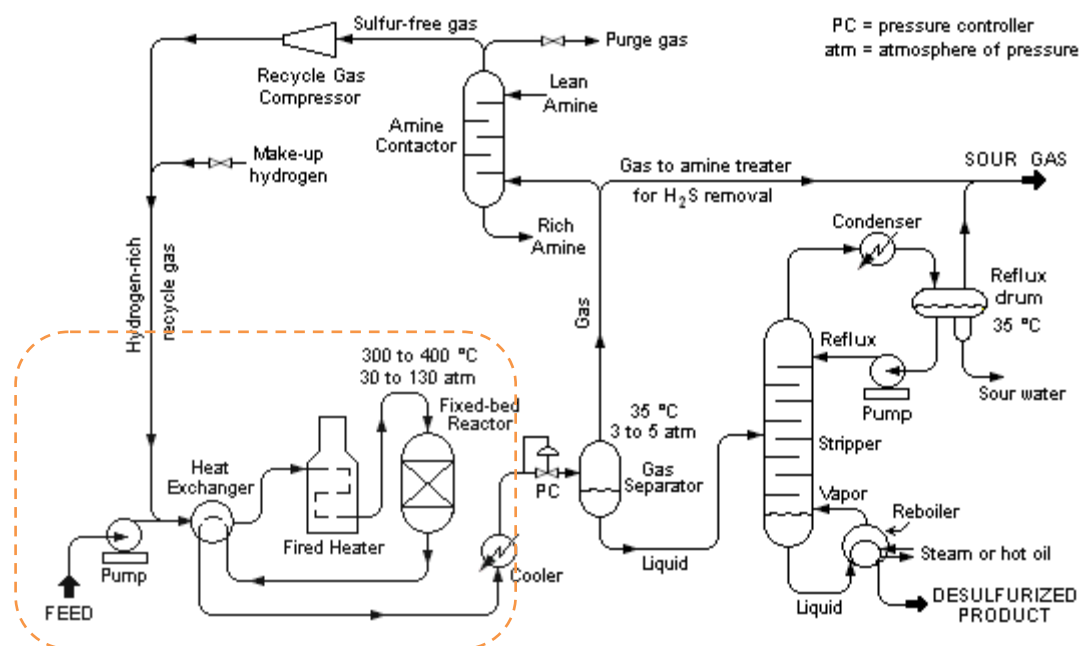 Sulfur-free gas
PC = pressure controller
atm = atmosphere of pressure
Purge gas
Recycle Gas
Compressor
Lean
Amine
Amine
Contactor
Make-up
hydrogen
Gas to amine treater
for H₂S removal
SOUR GAS
Rich
Amine
Condenser
Hydrogen-rich
recycle gas
Gas
Reflux
drum
35 °C
300 to 400 °C
30 to 130 atm
Fixed-bed
Reactor
Reflux
Pump
Sour water
35 °C
3 to 5 atm
Gas
Separator
PC
Stripper
Heat
Exchanger
Vapor
Reboiler
Fired Heater
Pump
Cooler
Liquid
Steam or hot oil
FEED
Liquid
DESULFURIZED
PRODUCT